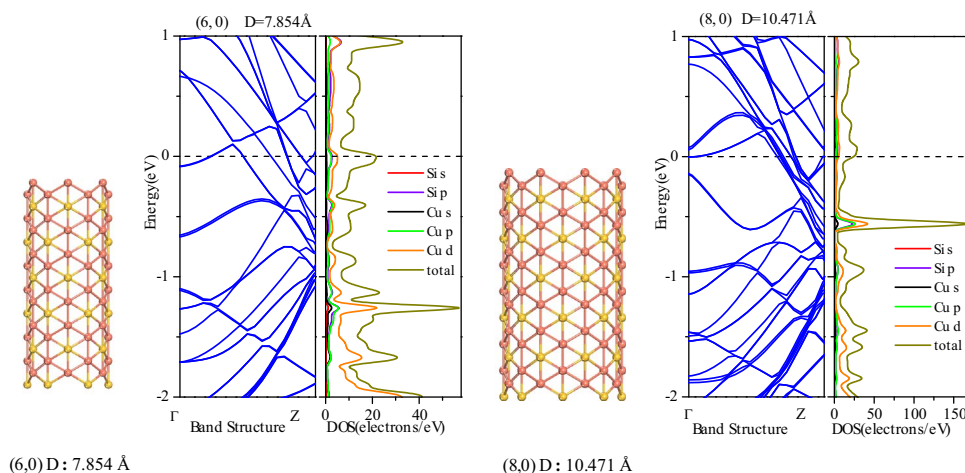 (6,0) D=7.854Å
1
0
-1
-2
Energy(eV)
Γ
Z
Band Structure
0
20
40
DOS(electrons/eV)
Si s
Si p
Cu s
Cu p
Cu d
total
(6,0) D : 7.854 Å
(8,0) D=10.471Å
1
0
-1
-2
Energy(eV)
Γ
Z
Band Structure
0
50
100
150
DOS(electrons/eV)
Si s
Si p
Cu s
Cu p
Cu d
total
(8,0) D : 10.471 Å